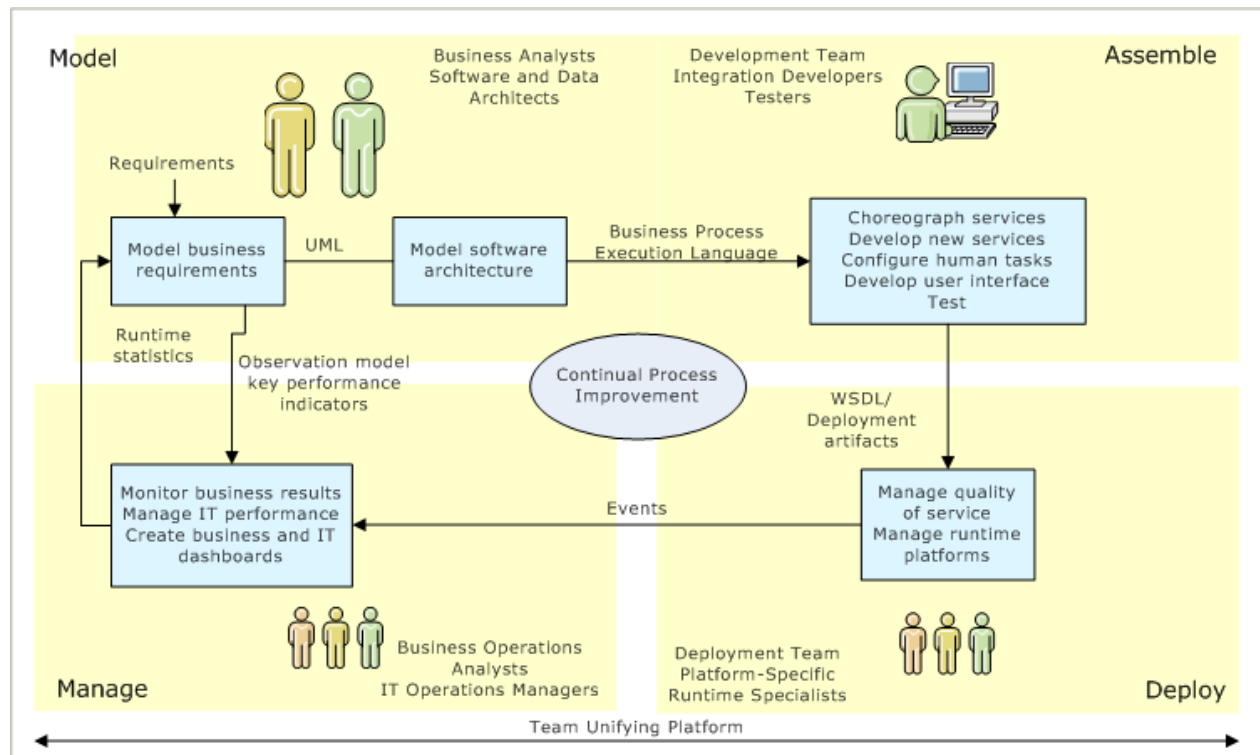 Model
Business Analysts
Software and Data
Architects
Development Team
Integration Developers
Testers
Assemble
Requirements
Model business
requirements
UML
Model software
architecture
Business Process
Execution Language
Choreograph services
Develop new services
Configure human tasks
Develop user interface
Test
Runtime
statistics
Observation model
key performance
indicators
Continual Process
Improvement
WSDL/
Deployment
artifacts
Monitor business results
Manage IT performance
Create business and IT
dashboards
Events
Manage quality
of service
Manage runtime
platforms
Manage
Business Operations
Analysts
IT Operations Managers
Deployment Team
Platform-Specific
Runtime Specialists
Deploy
Team Unifying Platform